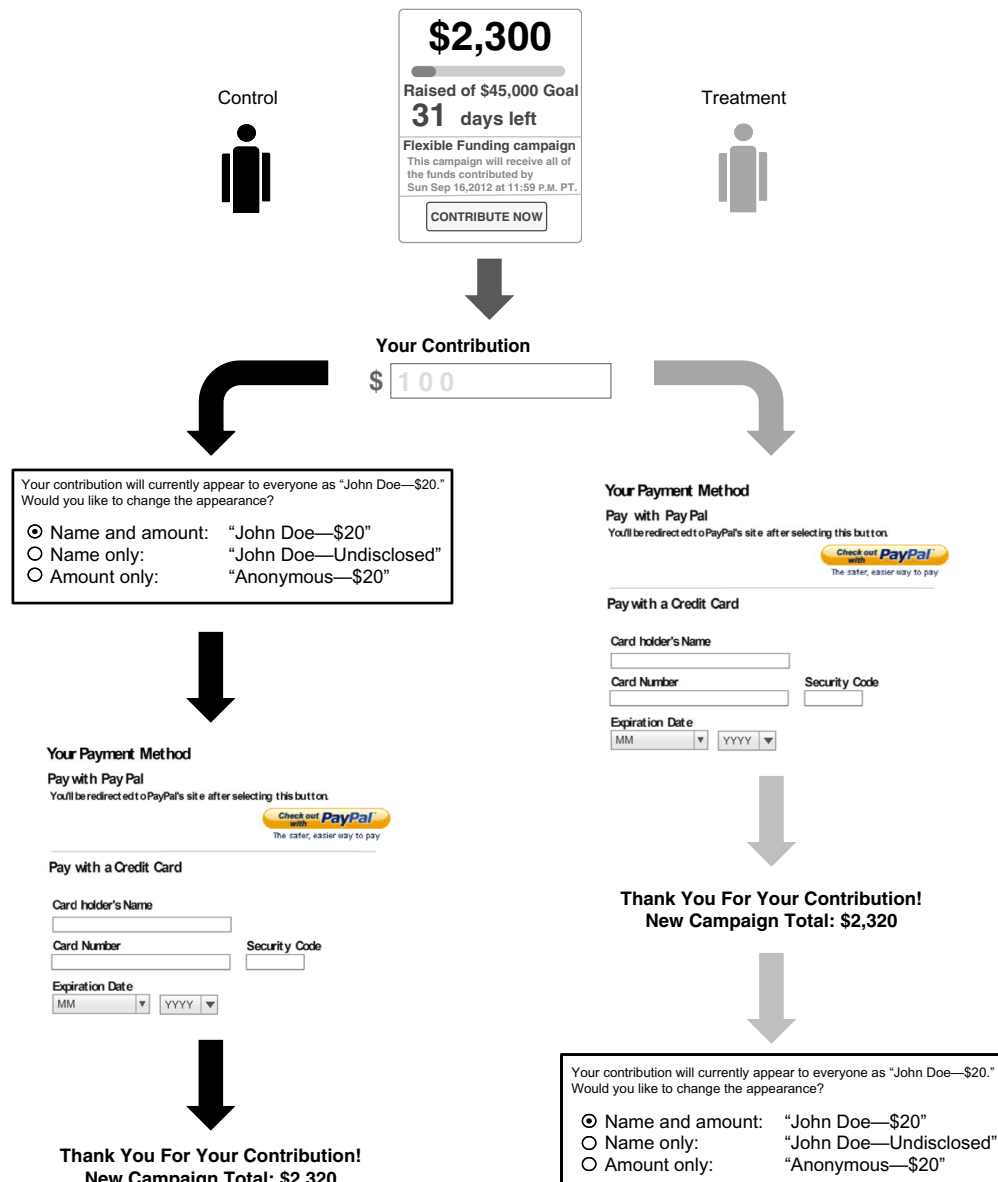 $2,300
Raised of $45,000 Goal
31 days left
Flexible Funding campaign
This campaign will receive all of
the funds contributed by
Sun Sep 16,2012 at 11:59 P.M. PT.
CONTRIBUTE NOW
Control
Treatment
Your Contribution
$ 100
Your contribution will currently appear to everyone as “John Doe—$20.”
Would you like to change the appearance?
Name and amount: “John Doe—$20”
Name only: “John Doe—Undisclosed”
Amount only: “Anonymous—$20”
Your Payment Method
Pay with PayPal
You'll be redirected to PayPal's site after selecting this button.
Check out with PayPal
The safer, easier way to pay
Pay with a Credit Card
Card holder's Name
Card Number Security Code
Expiration Date
MM YYYY
Thank You For Your Contribution!
New Campaign Total: $2,320
Your Payment Method
Pay with PayPal
You'll be redirected to PayPal's site after selecting this button.
Check out with PayPal
The safer, easier way to pay
Pay with a Credit Card
Card holder's Name
Card Number Security Code
Expiration Date
MM YYYY
Thank You For Your Contribution!
New Campaign Total: $2,320
Your contribution will currently appear to everyone as “John Doe—$20.”
Would you like to change the appearance?
Name and amount: “John Doe—$20”
Name only: “John Doe—Undisclosed”
Amount only: “Anonymous—$20”